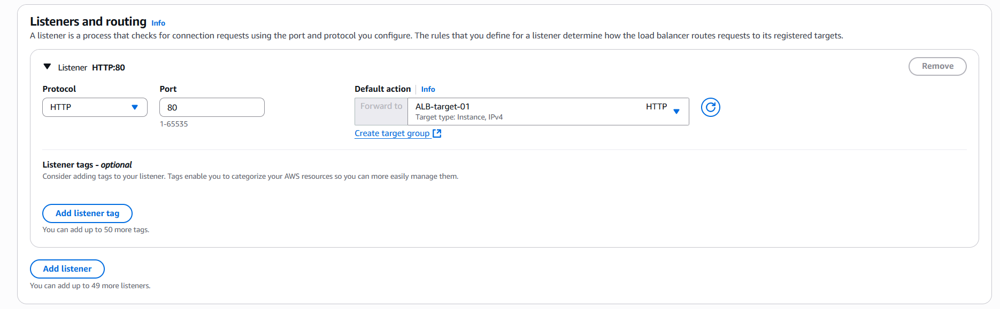 Listeners and routing Info
A listener is a process that checks for connection requests using the port and protocol you configure. The rules that you define for a listener determine how the load balancer routes requests to its registered targets.
Listener HTTP:80
Remove
Protocol
Port
Default action Info
HTTP
80
1-65535
Forward to
ALB-target-01
HTTP
Target type: Instance, IPv4
Create target group
Listener tags - optional
Consider adding tags to your listener. Tags enable you to categorize your AWS resources so you can more easily manage them.
Add listener tag
You can add up to 50 more tags.
Add listener
You can add up to 49 more listeners.